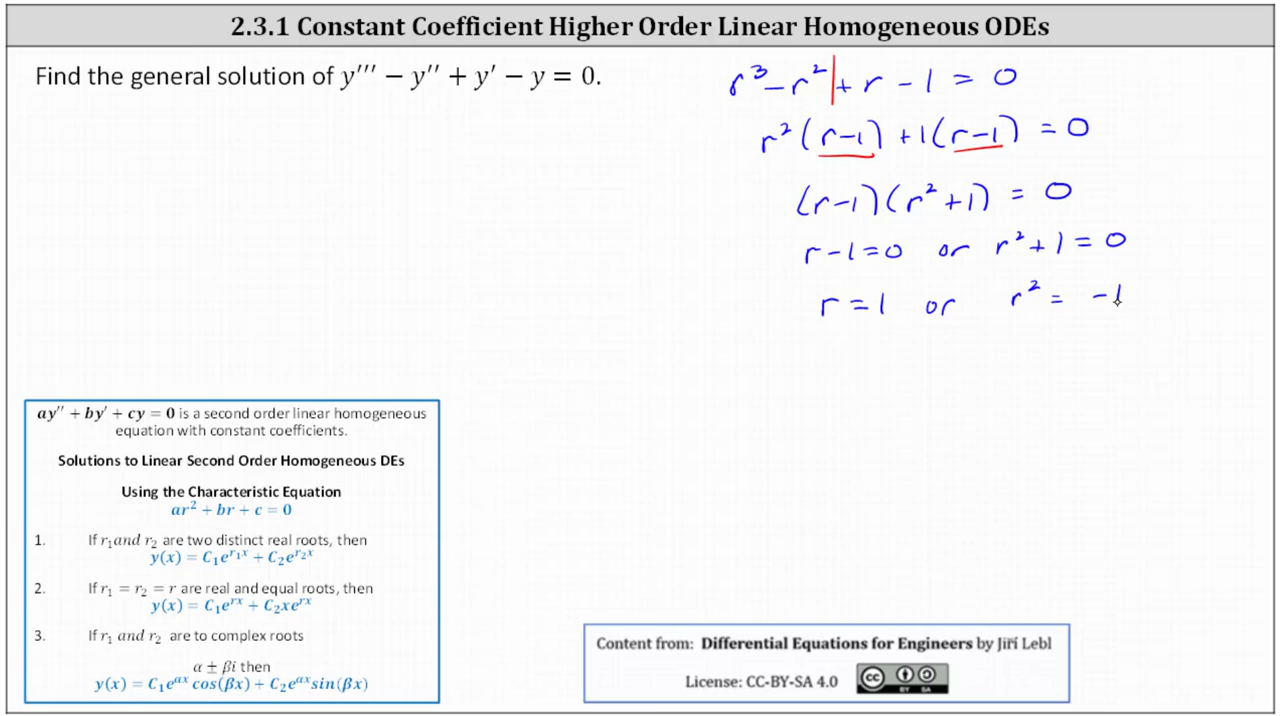 2.3.1 Constant Coefficient Higher Order Linear Homogeneous ODEs
Find the general solution of y′′′ − y′′ + y′ − y = 0.
r³ − r² + r − 1 = 0
r²(r−1) + 1(r−1) = 0
(r−1)(r²+1) = 0
r−1=0 or r²+1=0
r=1 or r² = −1
ay′′ + by′ + cy = 0 is a second order linear homogeneous
equation with constant coefficients.
Solutions to Linear Second Order Homogeneous DEs
Using the Characteristic Equation
ar² + br + c = 0
1. If r₁and r₂ are two distinct real roots, then
y(x) = C₁e^{r₁x} + C₂e^{r₂x}
2. If r₁ = r₂ = r are real and equal roots, then
y(x) = C₁e^{rx} + C₂xe^{rx}
3. If r₁ and r₂ are to complex roots
α ± βi then
y(x) = C₁e^{αx} cos(βx) + C₂e^{αx}sin(βx)
Content from: Differential Equations for Engineers by Jiří Lebl
License: CC-BY-SA 4.0
cc BY SA